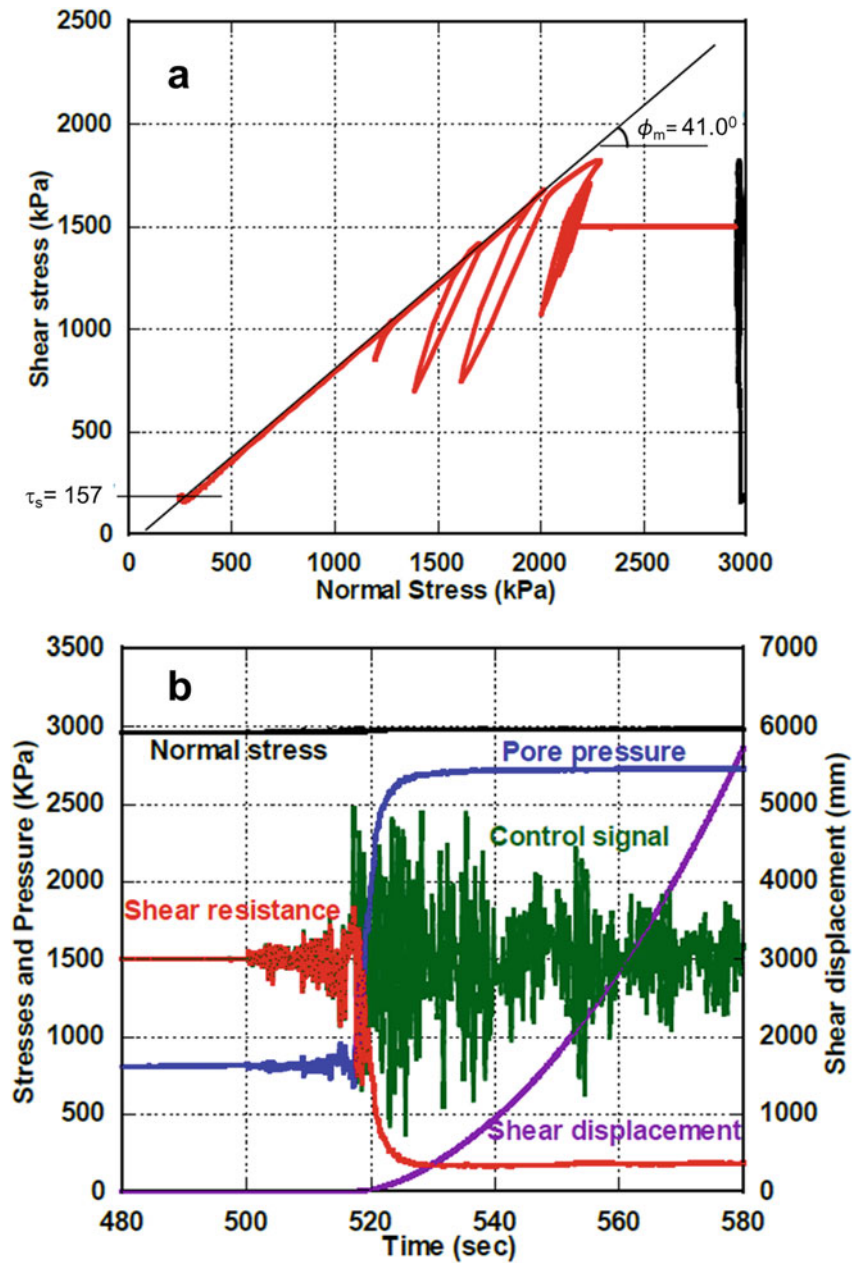 2500
a
2000
ϕm = 41.0⁰
Shear stress (kPa)
1500
1000
500
τs = 157
0
0 500 1000 1500 2000 2500 3000
Normal Stress (kPa)
3500 7000
b
3000 6000
Normal stress Pore pressure
2500 5000
Control signal
2000 4000
Shear resistance
Stresses and Pressure (KPa)
Shear displacement (mm)
1500 3000
1000 2000
500 1000
Shear displacement
0 0
480 500 520 540 560 580
Time (sec)